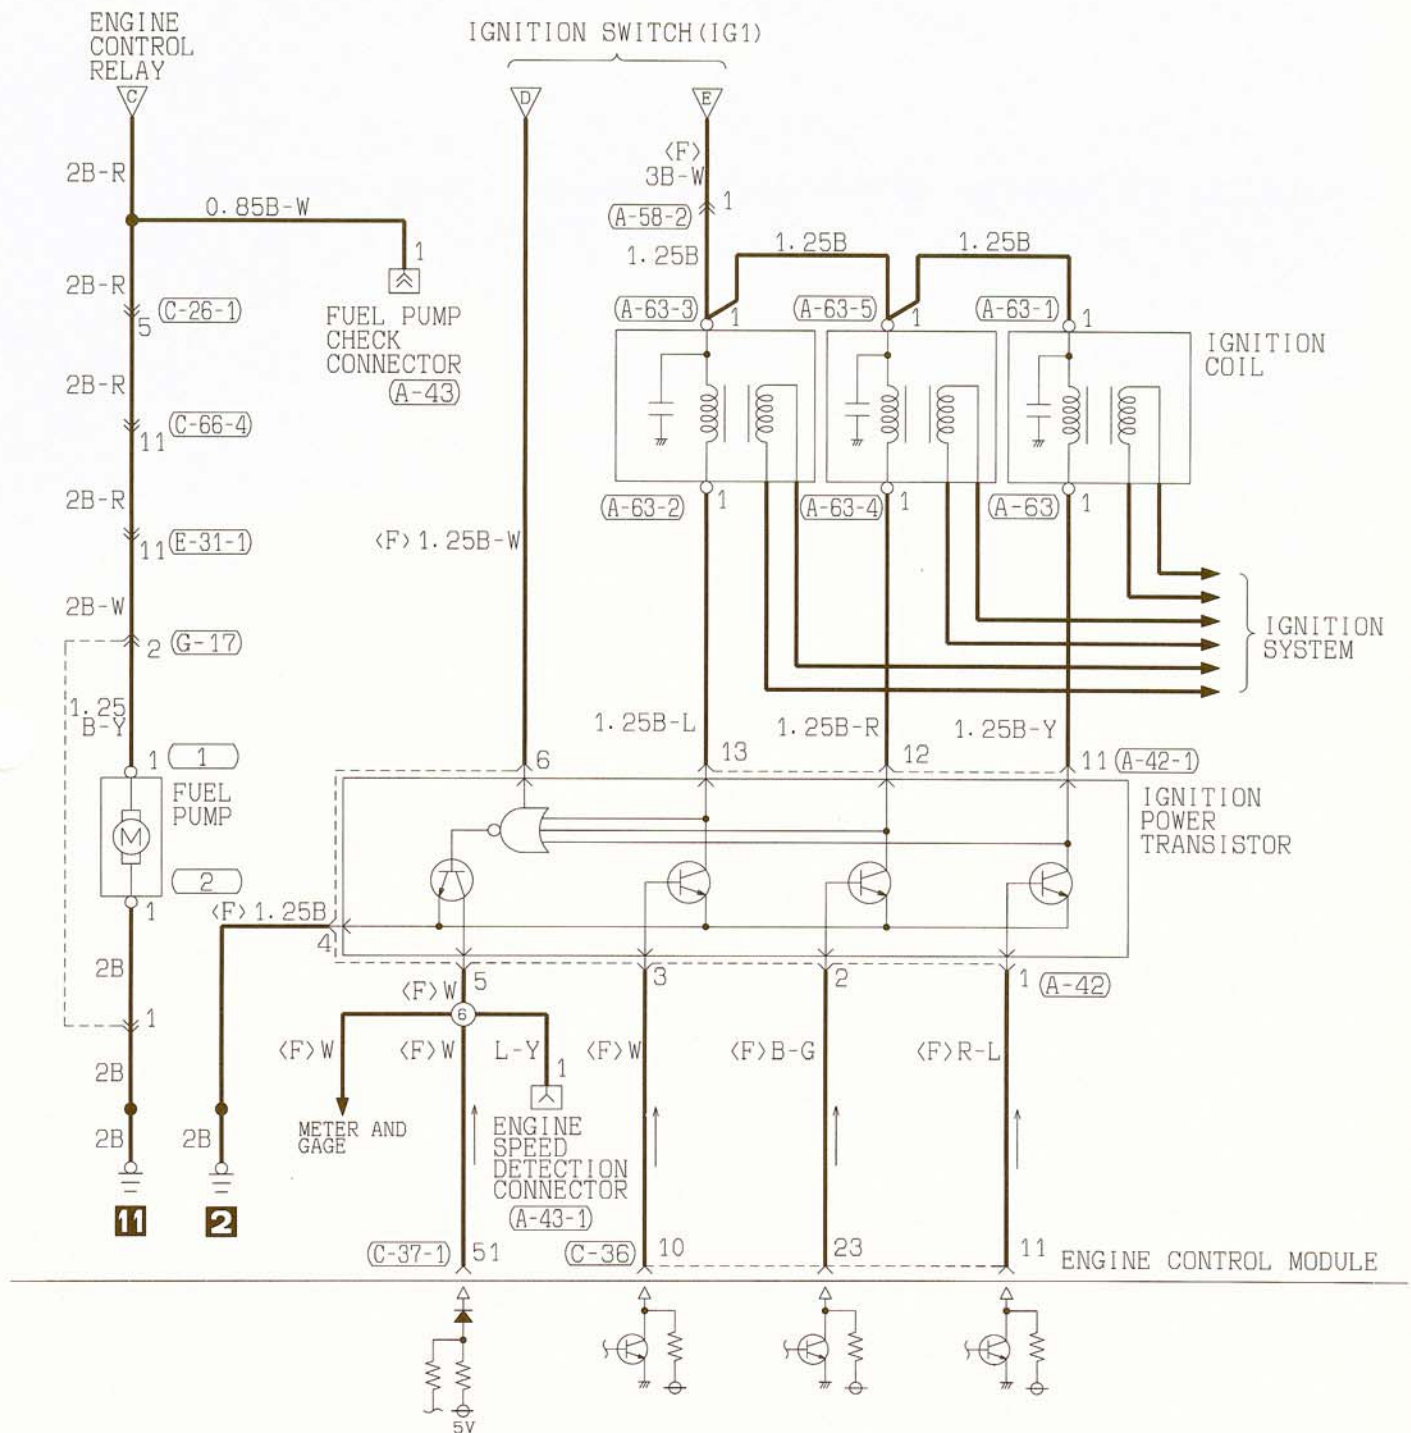 ENGINE
CONTROL
RELAY
IGNITION SWITCH(IG1)
C
D
E
2B-R
0.85B-W
1
<F>
3B-W
1
(A-58-2)
1.25B
1.25B
1.25B
2B-R
5
(C-26-1)
FUEL PUMP
CHECK
CONNECTOR
(A-43)
(A-63-3)
1
(A-63-5)
1
(A-63-1)
1
IGNITION
COIL
2B-R
11
(C-66-4)
2B-R
11
(E-31-1)
(A-63-2)
1
(A-63-4)
1
(A-63)
1
<F>1.25B-W
2B-W
2
(G-17)
IGNITION
SYSTEM
1.25
B-Y
1
(1)
1.25B-L
1.25B-R
1.25B-Y
6
13
12
11
(A-42-1)
FUEL
PUMP
M
IGNITION
POWER
TRANSISTOR
(2)
1
<F>1.25B
4
2B
5
3
2
1
(A-42)
<F>W
6
1
<F>W
<F>W
L-Y
1
<F>W
<F>B-G
<F>R-L
2B
METER AND
GAGE
ENGINE
SPEED
DETECTION
CONNECTOR
(A-43-1)
2B
2B
11
2
(C-37-1)
51
(C-36)
10
23
11
ENGINE CONTROL MODULE
5V